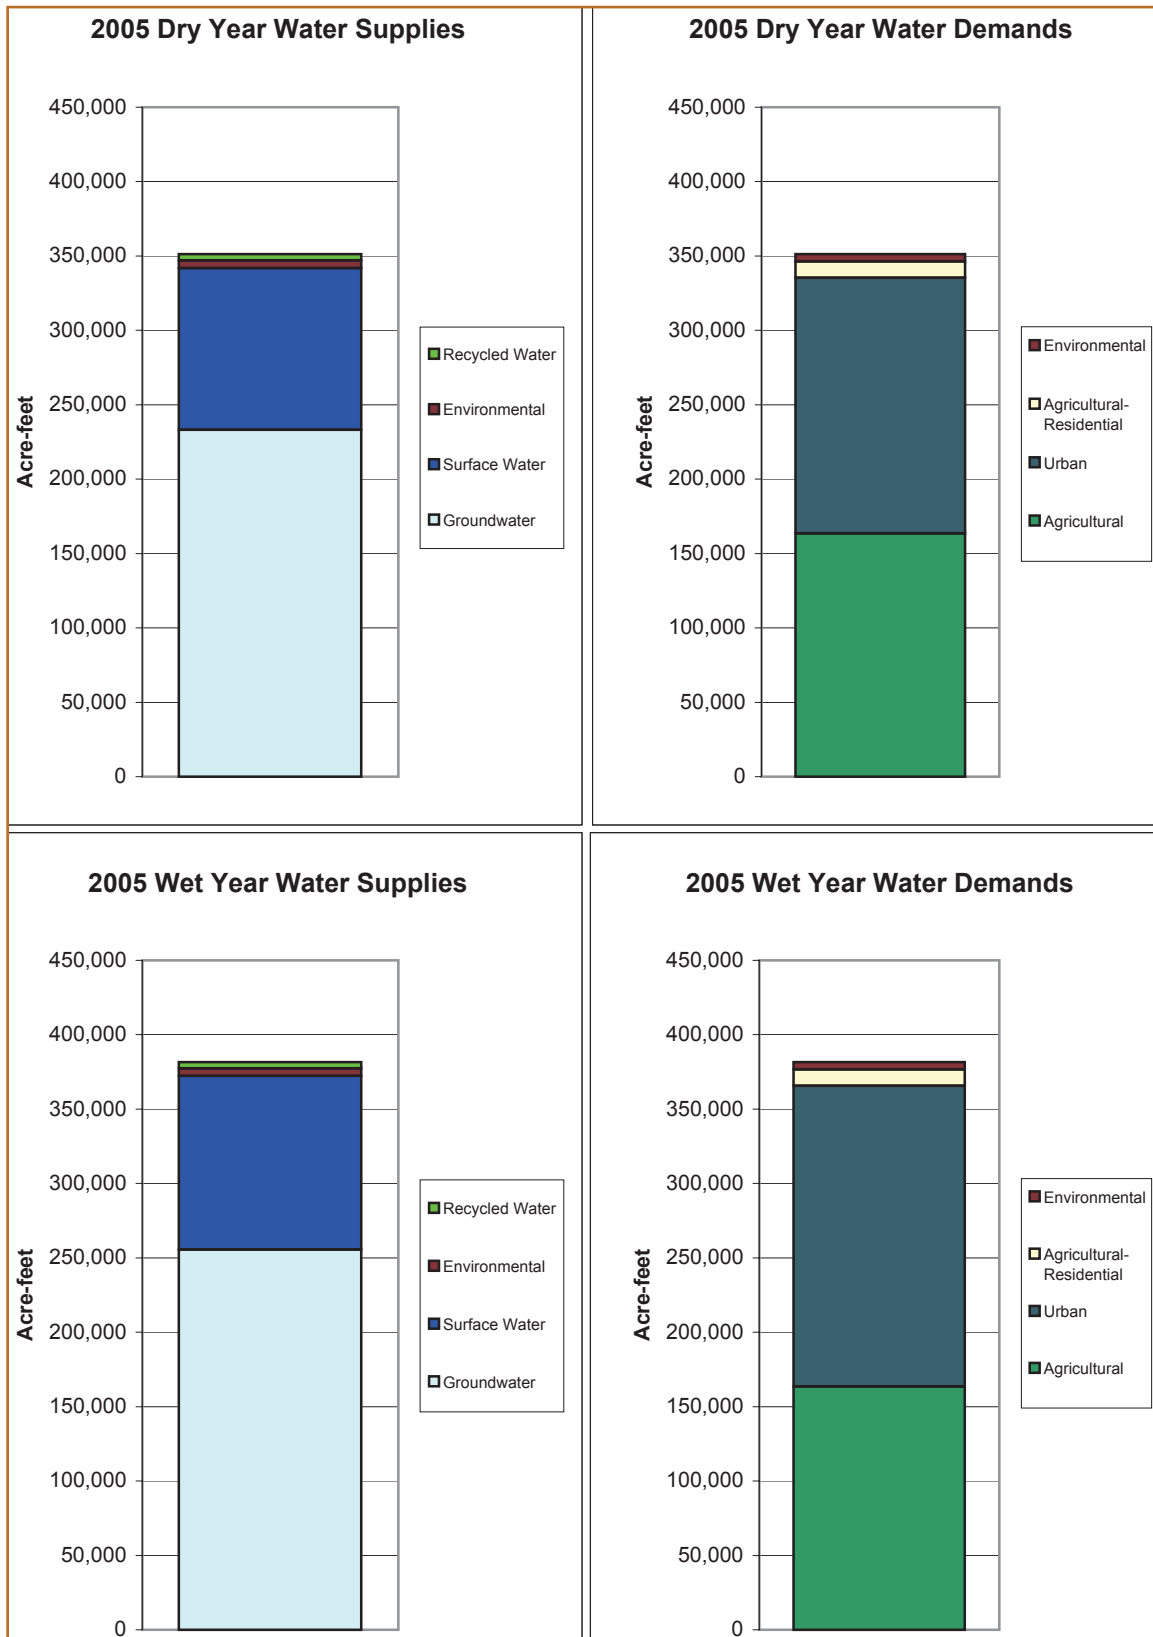 2005 Dry Year Water Supplies
450,000
400,000
350,000
300,000
250,000
200,000
150,000
100,000
50,000
0
Acre-feet
Recycled Water
Environmental
Surface Water
Groundwater
2005 Dry Year Water Demands
450,000
400,000
350,000
300,000
250,000
200,000
150,000
100,000
50,000
0
Acre-feet
Environmental
Agricultural-
Residential
Urban
Agricultural
2005 Wet Year Water Supplies
450,000
400,000
350,000
300,000
250,000
200,000
150,000
100,000
50,000
0
Acre-feet
Recycled Water
Environmental
Surface Water
Groundwater
2005 Wet Year Water Demands
450,000
400,000
350,000
300,000
250,000
200,000
150,000
100,000
50,000
0
Acre-feet
Environmental
Agricultural-
Residential
Urban
Agricultural